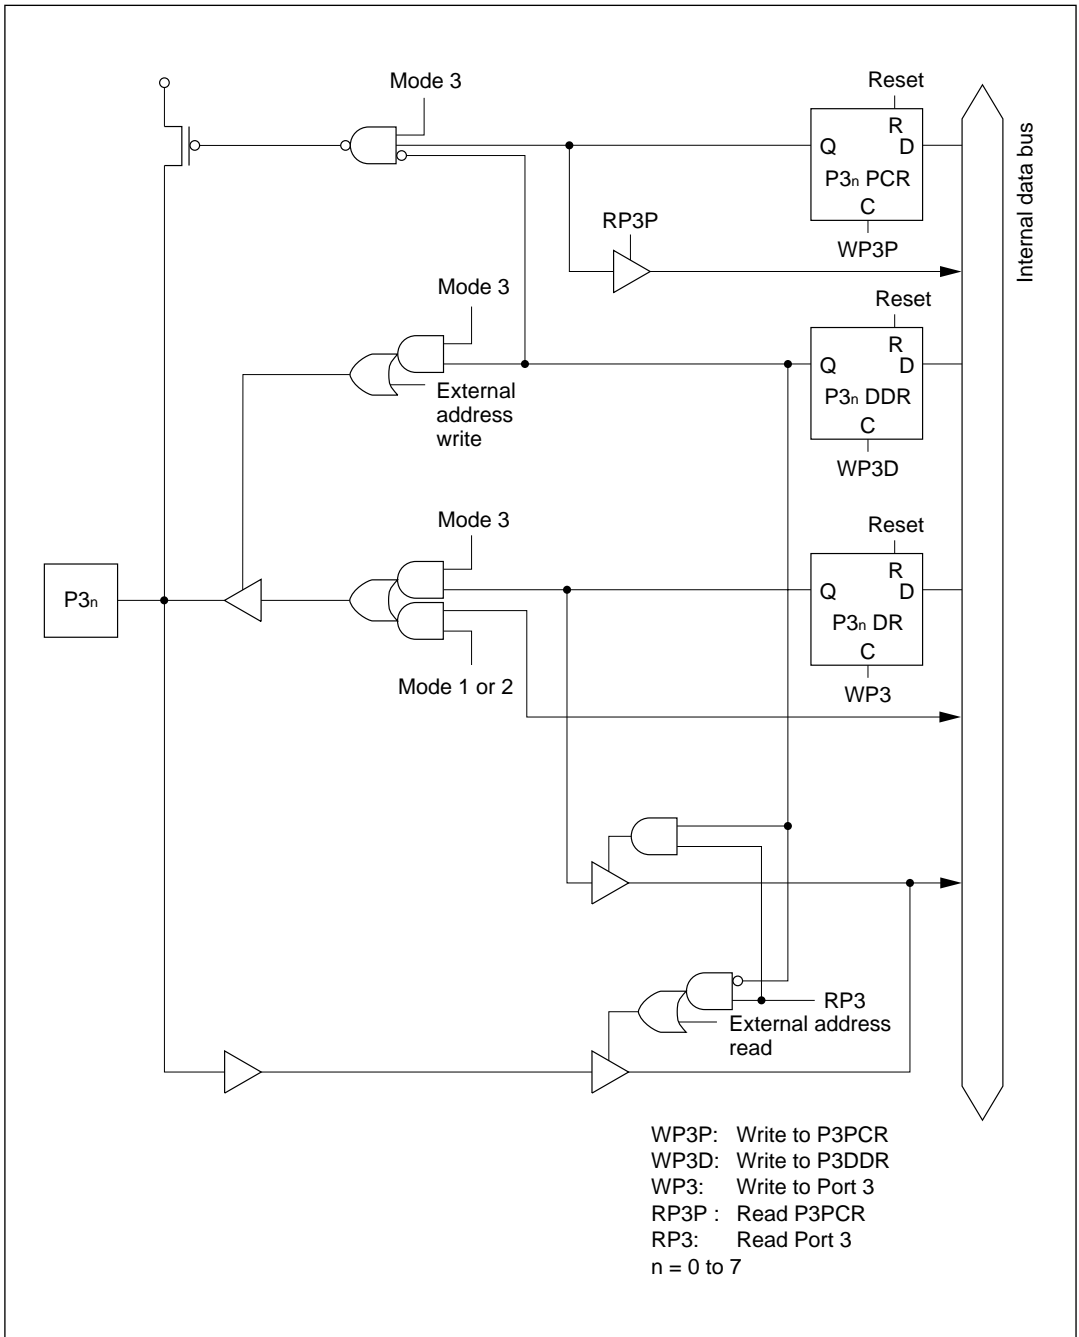 Mode 3
Reset
R
Q D
P3n PCR
C
WP3P
Internal data bus
RP3P
Mode 3
Reset
R
Q D
P3n DDR
C
WP3D
External
address
write
Mode 3
Reset
R
Q D
P3n DR
C
WP3
P3n
Mode 1 or 2
RP3
External address
read
WP3P: Write to P3PCR
WP3D: Write to P3DDR
WP3: Write to Port 3
RP3P : Read P3PCR
RP3: Read Port 3
n = 0 to 7